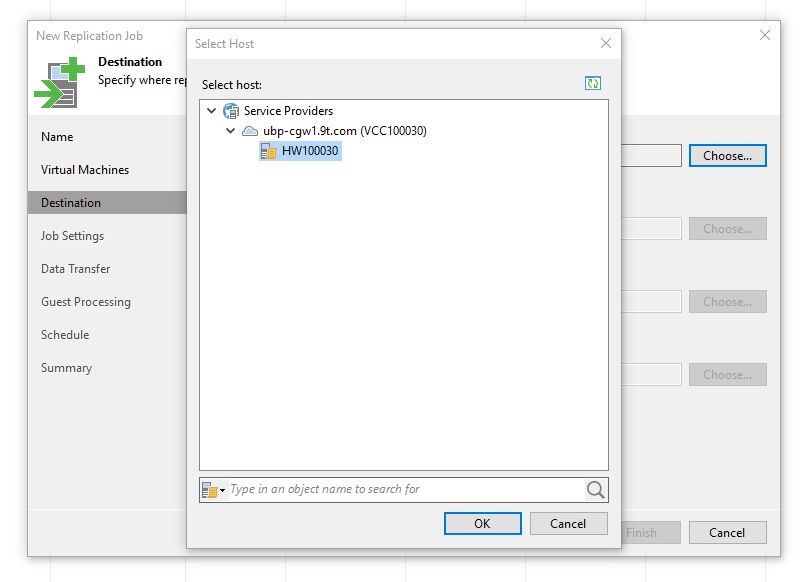 New Replication Job
Destination
Specify where
Name
Virtual Machines
Destination
Job Settings
Data Transfer
Guest Processing
Schedule
Summary
Select Host
Select host:
Service Providers
ubp-cgw1.9t.com (VCC100030)
HW100030
Type in an object name to search for
OK
Cancel
Choose...
Choose...
Choose...
Choose...
Finish
Cancel